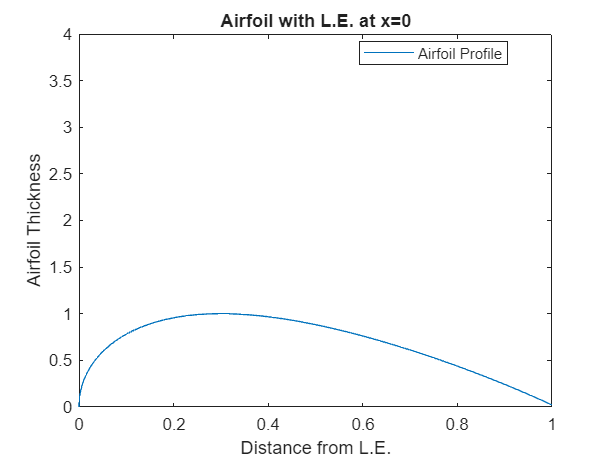 Airfoil with L.E. at x=0
Airfoil Profile
Airfoil Thickness
4
3.5
3
2.5
2
1.5
1
0.5
0
0 0.2 0.4 0.6 0.8 1
Distance from L.E.